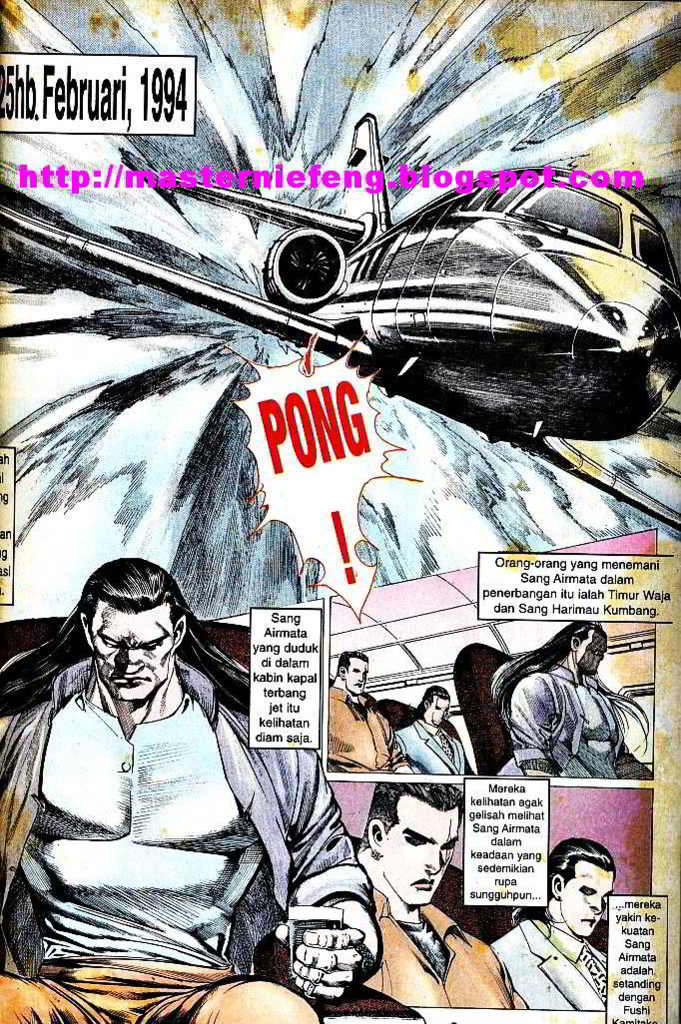 25hb. Februari, 1994
http://masterniefeng.blogspot.com
PONG
!
Orang-orang yang menemani
Sang Airmata dalam
penerbangan itu ialah Timur Waja
dan Sang Harimau Kumbang.
Sang
Airmata
yang duduk
di dalam
kabin kapal
terbang
jet itu
kelihatan
diam saja.
Mereka
kelihatan agak
gelisah melihat
Sang Airmata
dalam
keadaan yang
sedemikian
rupa
sungguhpun...
...mereka
yakin ke-
kuatan
Sang
Airmata
adalah
setanding
dengan
Fushi
Kamitake